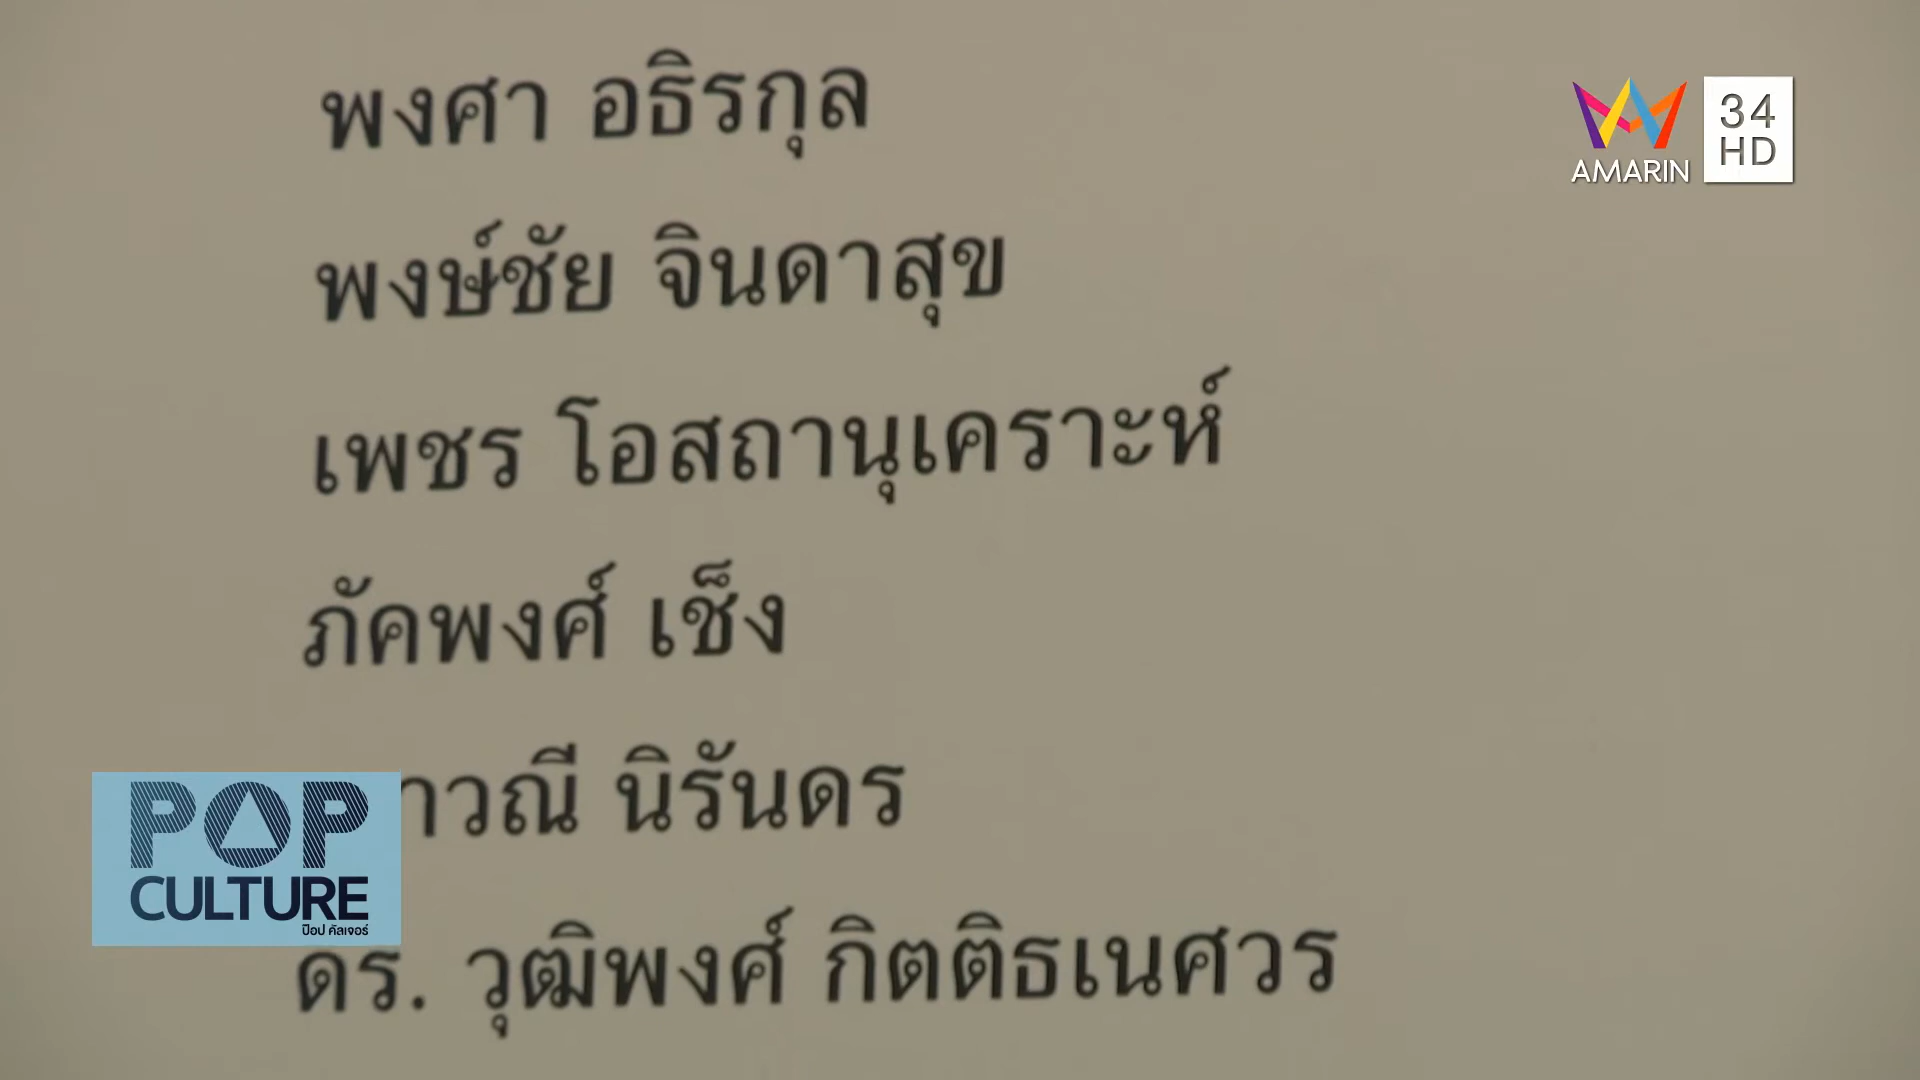 พงศา อธิรกุล
AMARIN
34
HD
พงษ์ชัย จินดาสุข
เพชร โอสถานุเคราะห์
ภัคพงศ์ เช็ง
นิรันดร
POP
CULTURE
ป๊อป คัลเจอร์
ดร. วุฒิพงศ์ กิตติธเนศวร